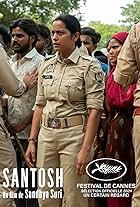 SANTOSH
Un film de Sandhya Suri
FESTIVAL DE CANNES
SÉLECTION OFFICIELLE 2024
UN CERTAIN REGARD